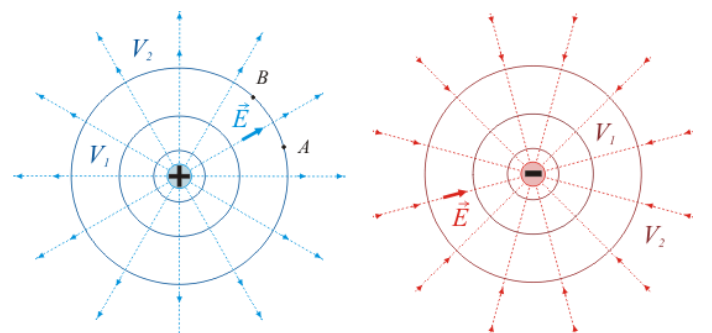 V₂
B
E⃗
V₁
A
+
V₁
E⃗
V₂
−